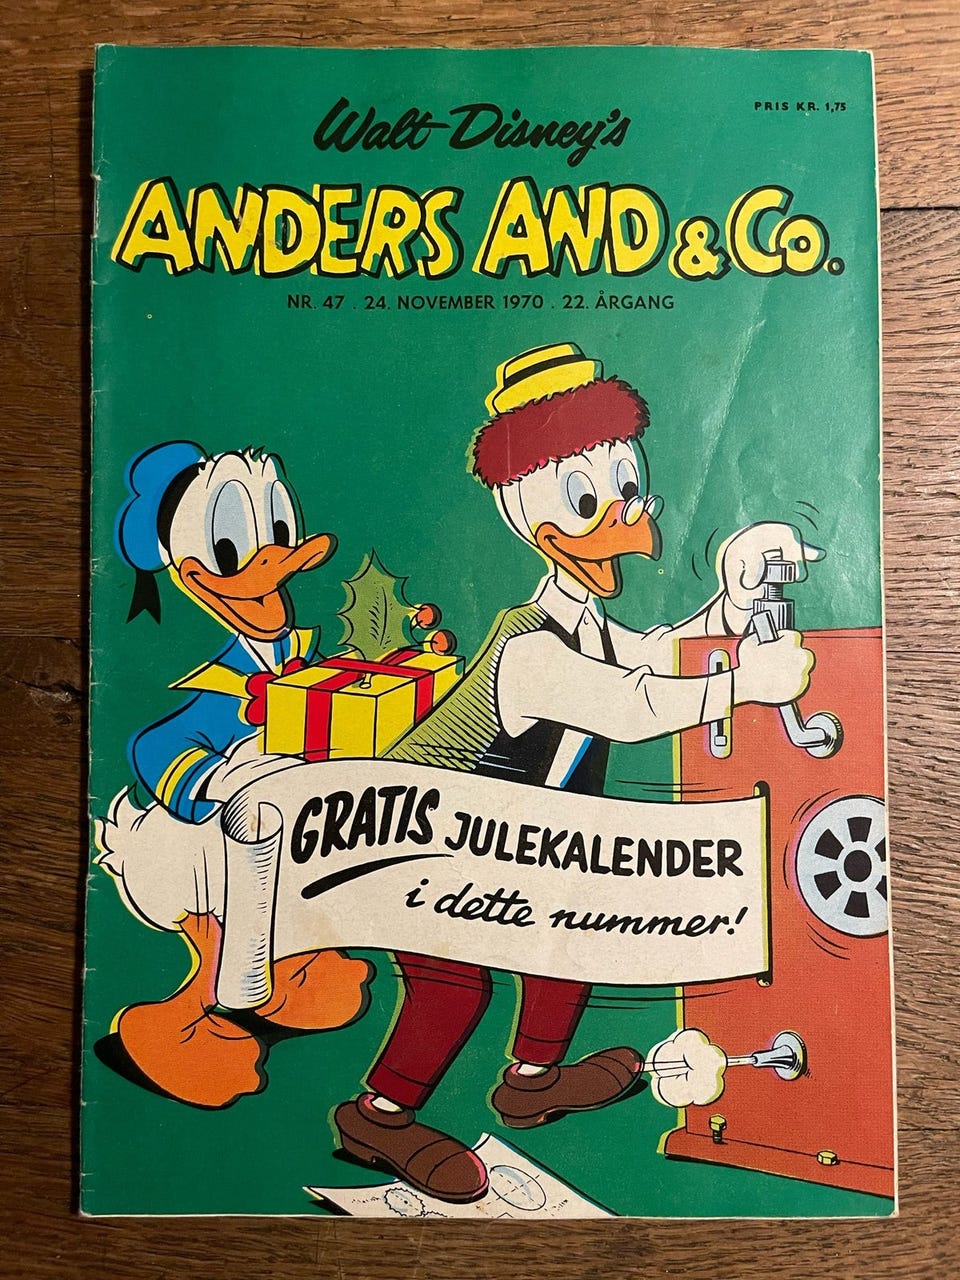 PRIS KR. 1,75
Walt Disney's
ANDERS AND & Co.
NR. 47 . 24. NOVEMBER 1970 . 22. ÅRGANG
GRATIS JULEKALENDER
i dette nummer!